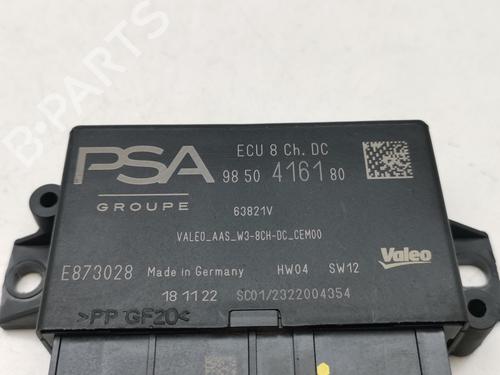 PSA
GROUPE
ECU 8 Ch. DC
98 50 4161 80
63821V
VALEO_AAS_W3-8CH-DC_CEM00
E873028 Made in Germany HW04 SW12
Valeo
18 11 22 SC01/2322004354
>PP GF20<
B-PARTS